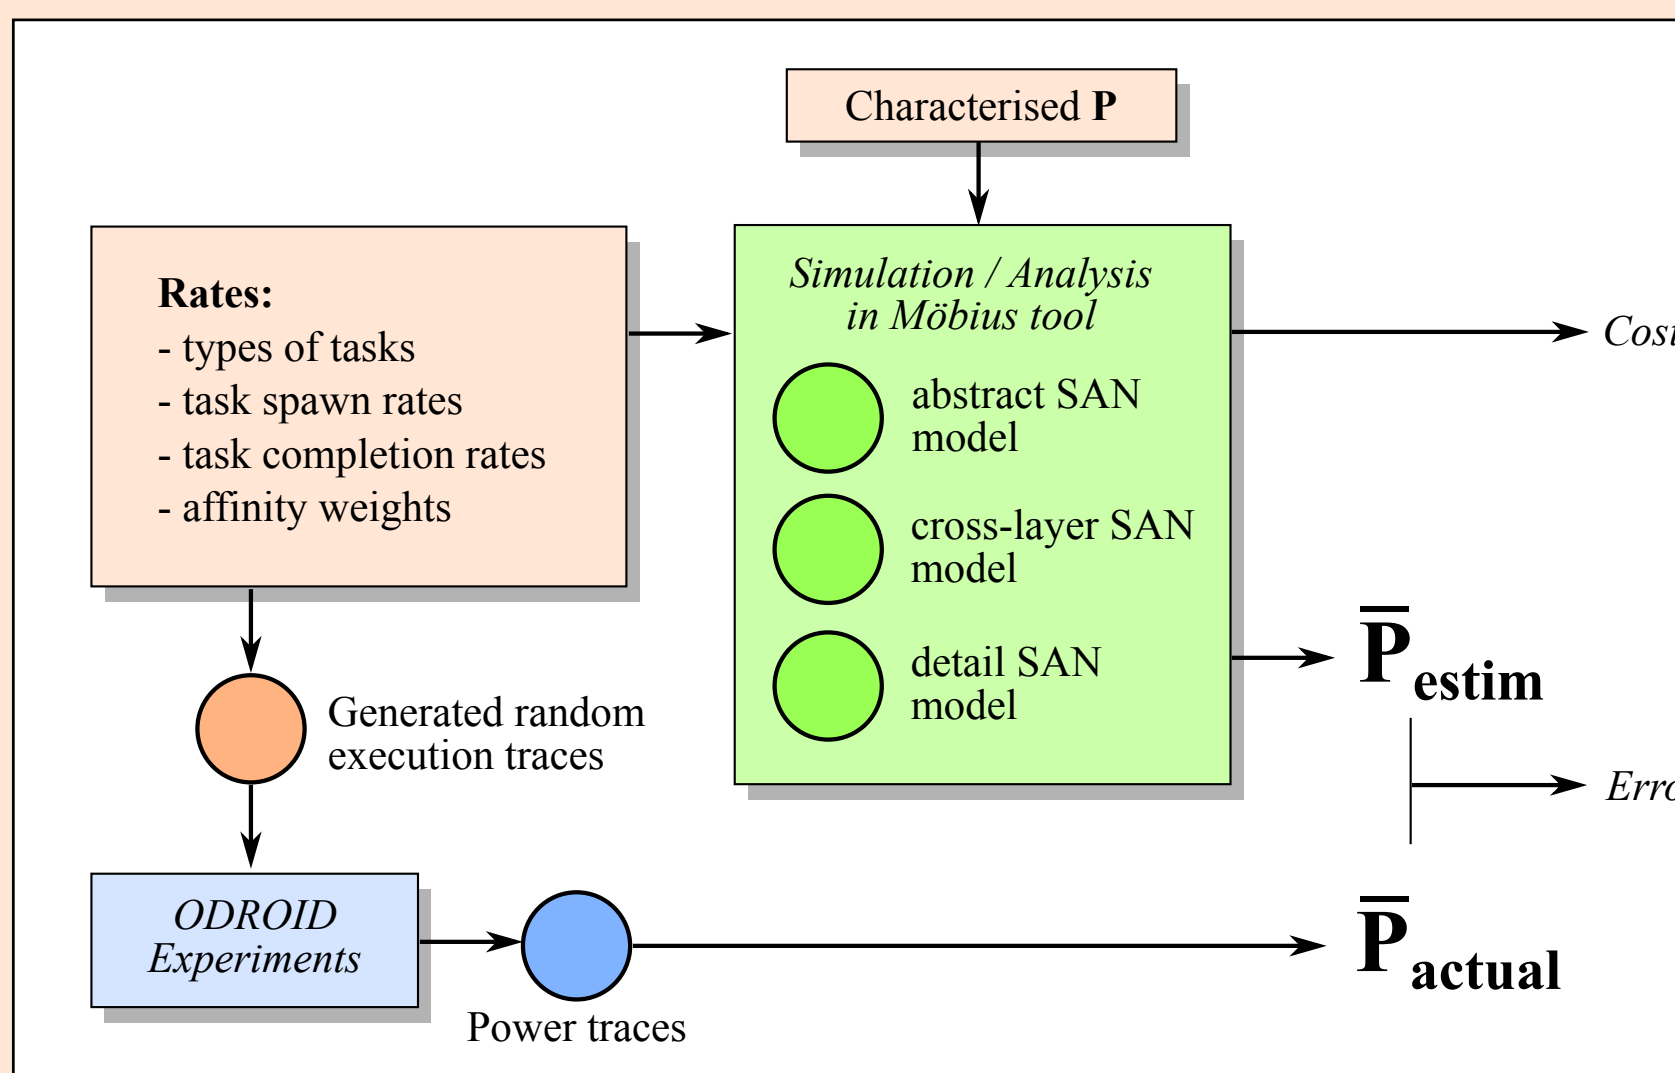 Characterised P
Rates:
- types of tasks
- task spawn rates
- task completion rates
- affinity weights
Simulation / Analysis
in Möbius tool
abstract SAN
model
cross-layer SAN
model
detail SAN
model
Cost
P̅estim
Generated random
execution traces
Erro
ODROID
Experiments
Power traces
P̅actual